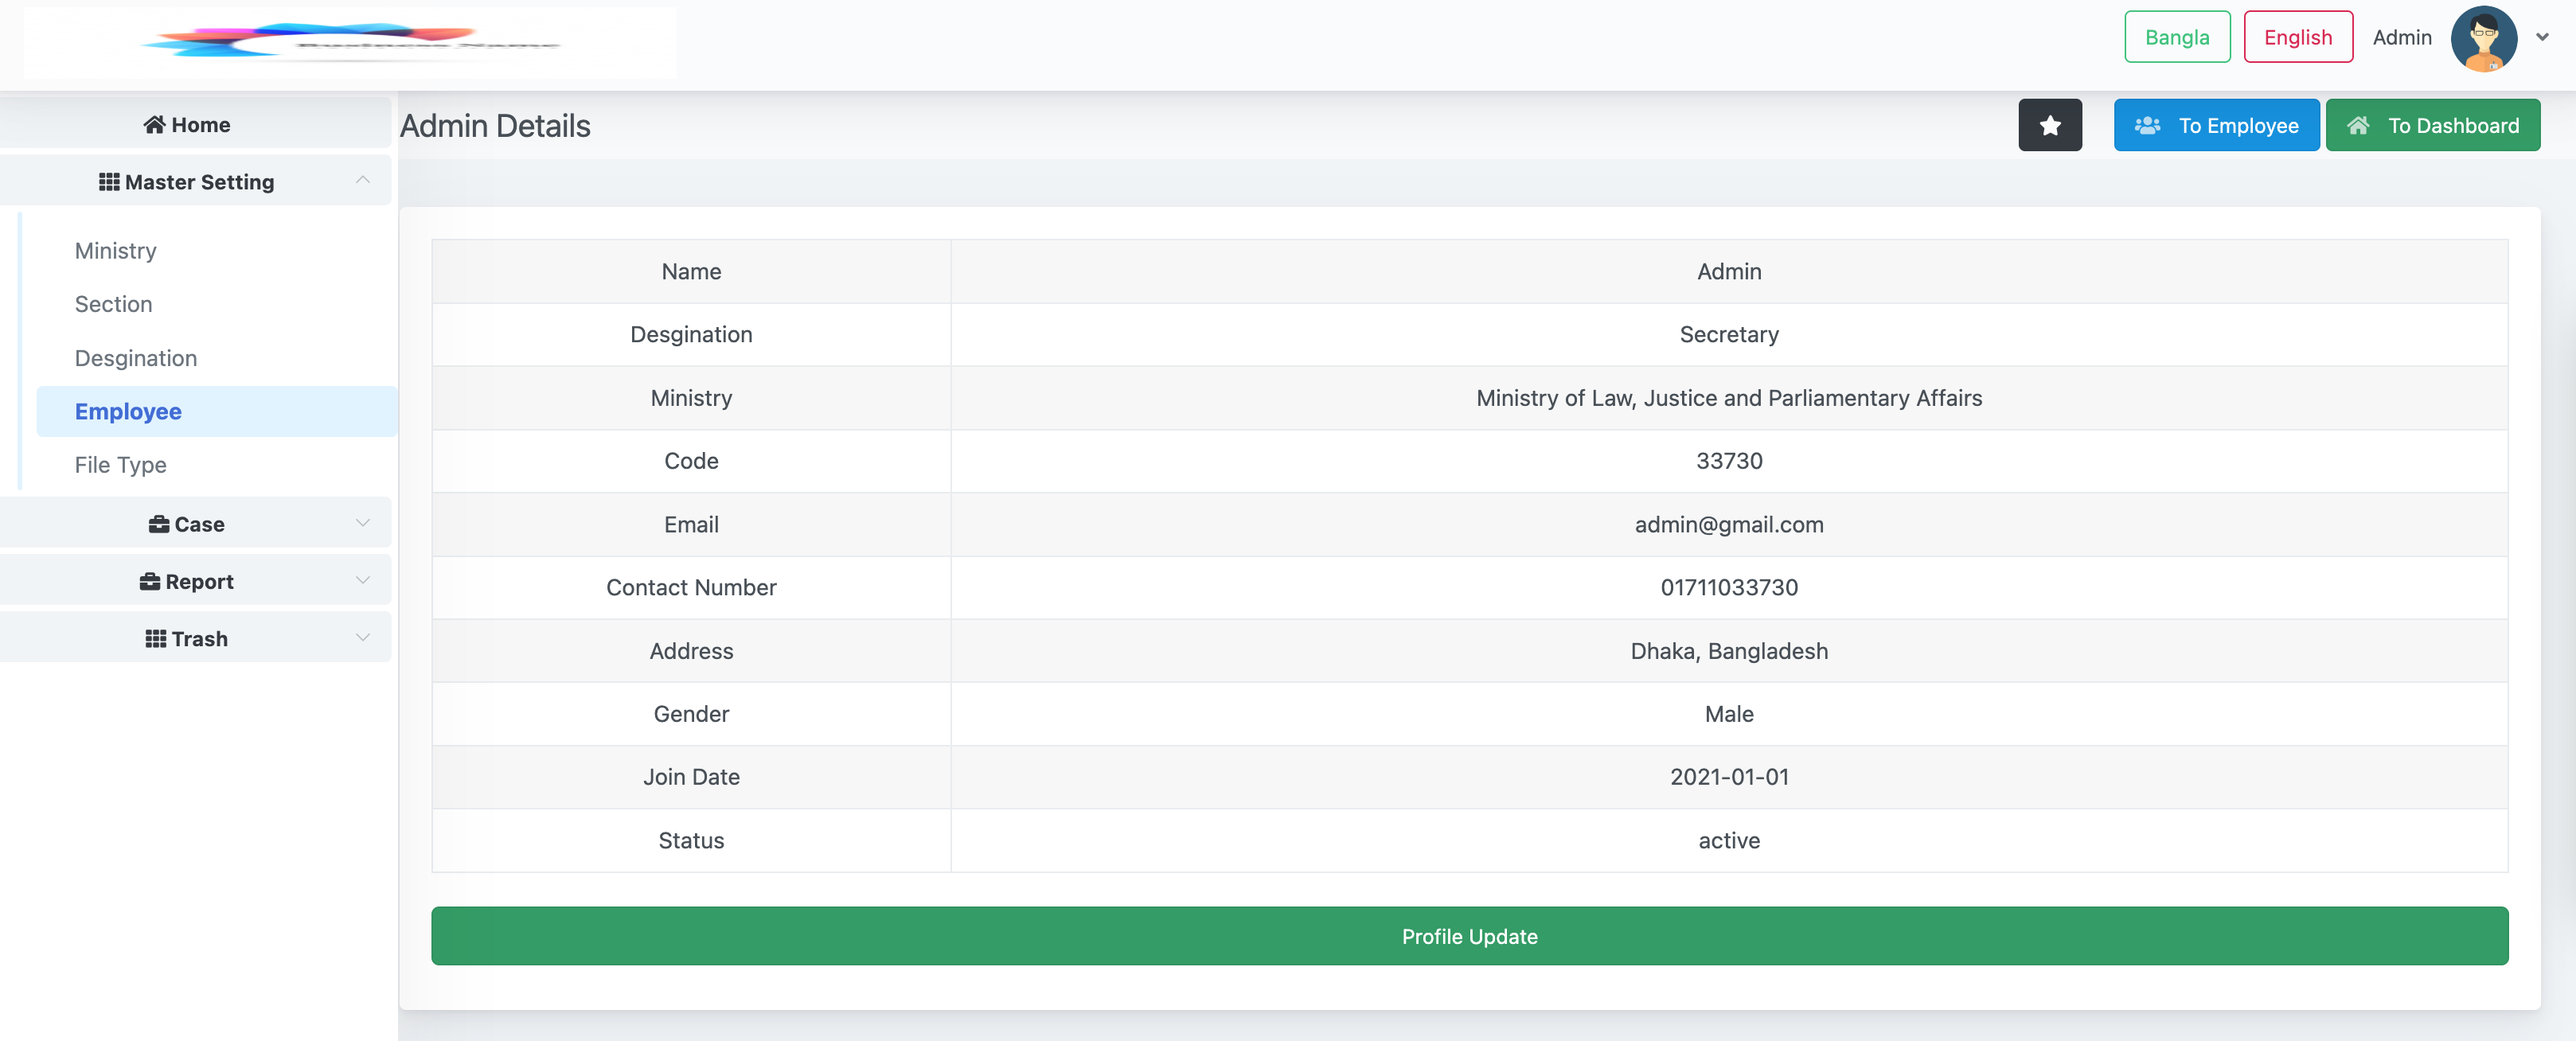 Business Name
Bangla English Admin
Home
Master Setting
Ministry
Section
Desgination
Employee
File Type
Case
Report
Trash
Admin Details
To Employee To Dashboard
Name Admin
Desgination Secretary
Ministry Ministry of Law, Justice and Parliamentary Affairs
Code 33730
Email admin@gmail.com
Contact Number 01711033730
Address Dhaka, Bangladesh
Gender Male
Join Date 2021-01-01
Status active
Profile Update